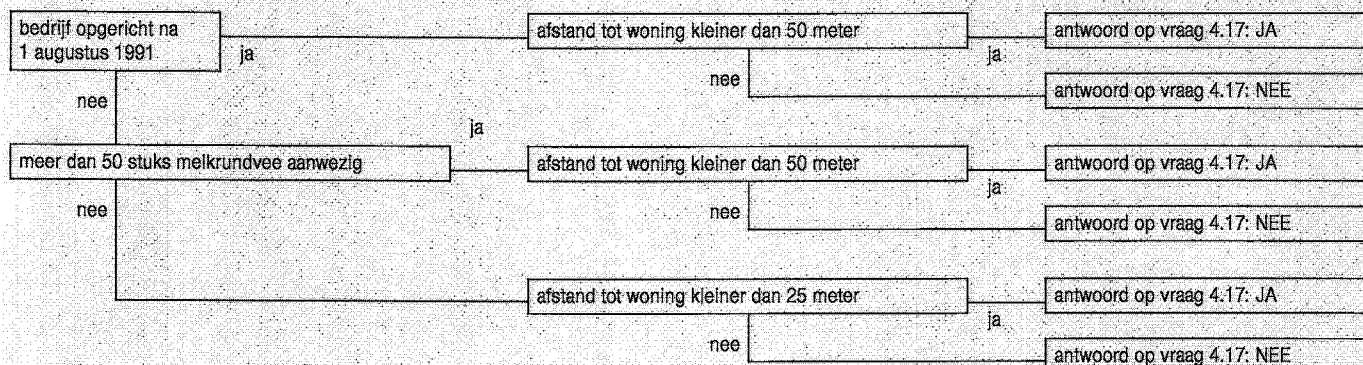 bedrijf opgericht na
1 augustus 1991
ja
afstand tot woning kleiner dan 50 meter
ja
antwoord op vraag 4.17: JA
nee
antwoord op vraag 4.17: NEE
nee
ja
meer dan 50 stuks melkrundvee aanwezig
afstand tot woning kleiner dan 50 meter
ja
antwoord op vraag 4.17: JA
nee
nee
antwoord op vraag 4.17: NEE
afstand tot woning kleiner dan 25 meter
ja
antwoord op vraag 4.17: JA
nee
antwoord op vraag 4.17: NEE